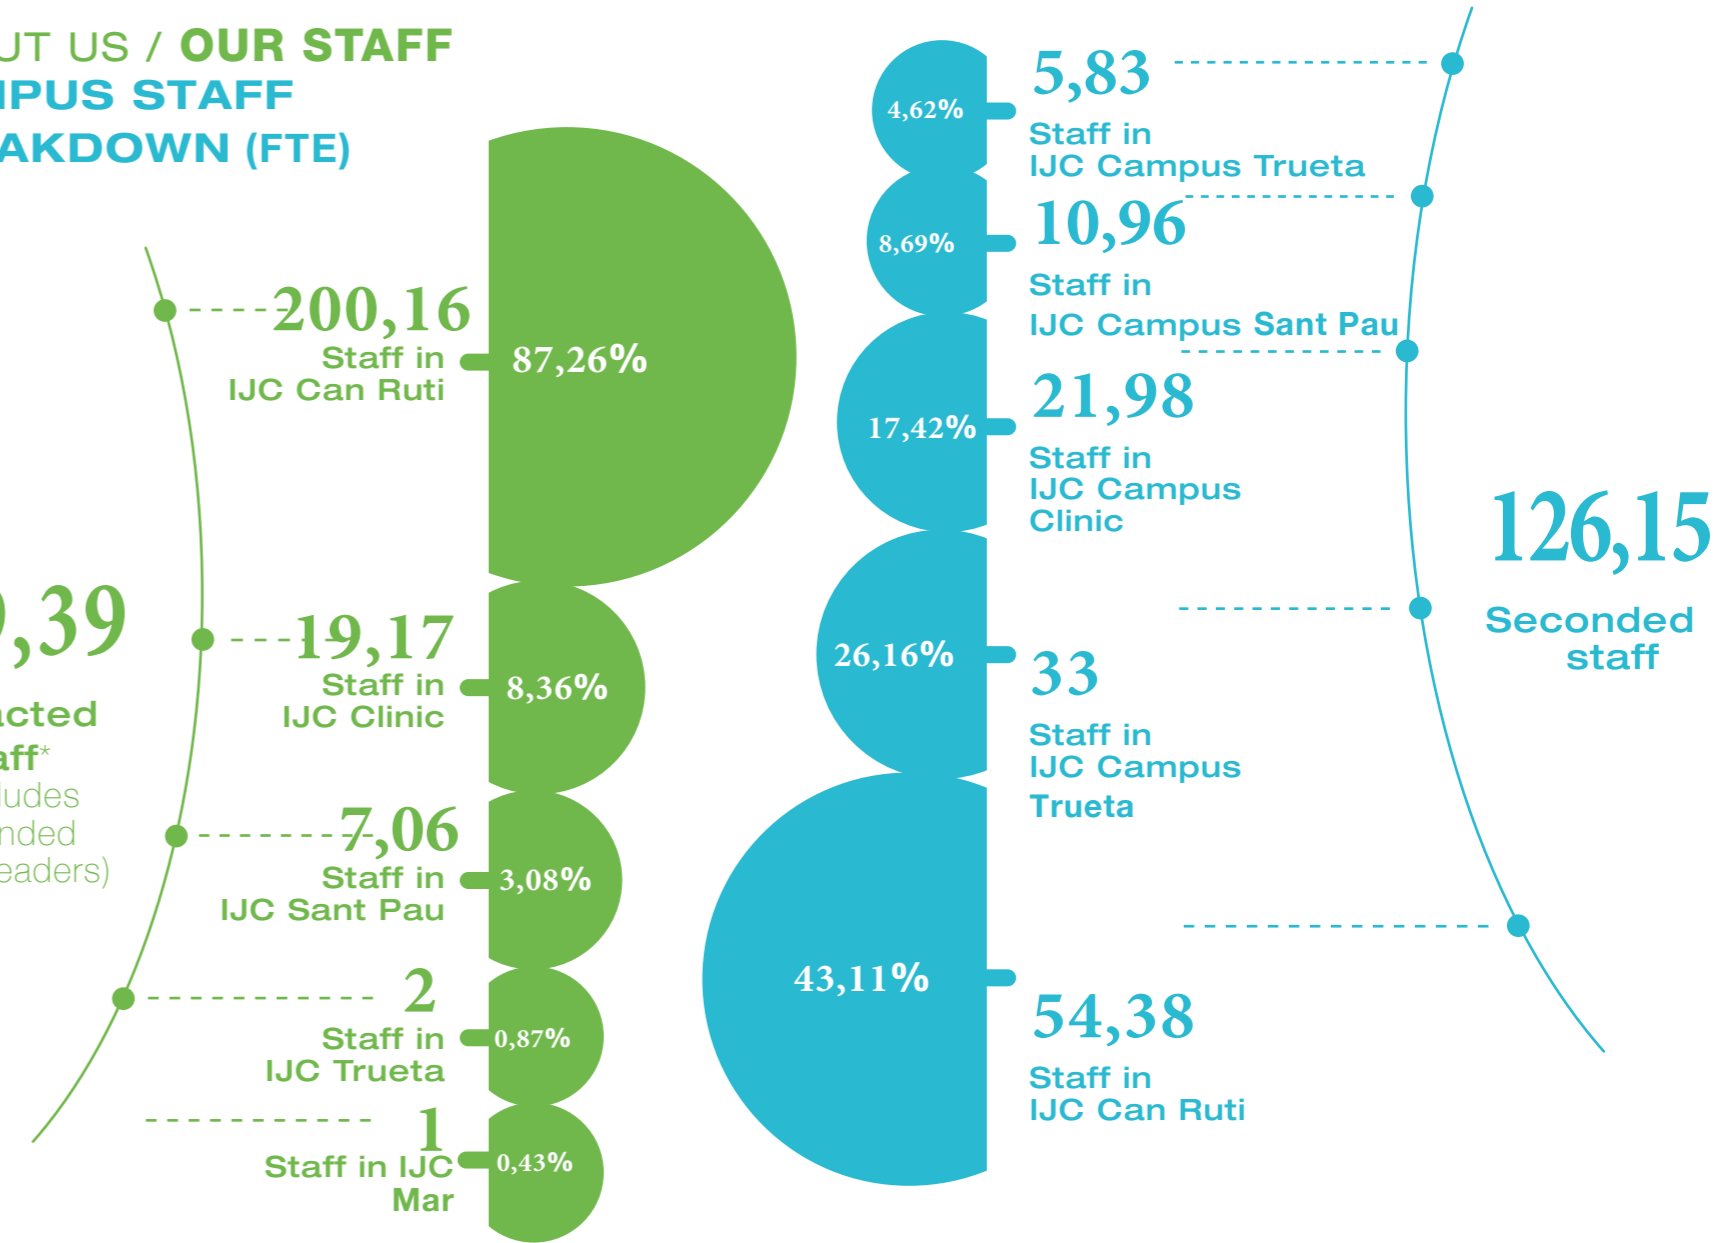 UT US / OUR STAFF
MPUS STAFF
AKDOWN (FTE)
200,16
Staff in
IJC Can Ruti
87,26%
9,39
acted
aff*
ludes
nded
eaders)
19,17
Staff in
IJC Clinic
8,36%
7,06
Staff in
IJC Sant Pau
3,08%
2
Staff in
IJC Trueta
0,87%
1
Staff in IJC
Mar
0,43%
4,62%
5,83
Staff in
IJC Campus Trueta
8,69%
10,96
Staff in
IJC Campus Sant Pau
17,42%
21,98
Staff in
IJC Campus
Clinic
26,16%
33
Staff in
IJC Campus
Trueta
43,11%
54,38
Staff in
IJC Can Ruti
126,15
Seconded
staff